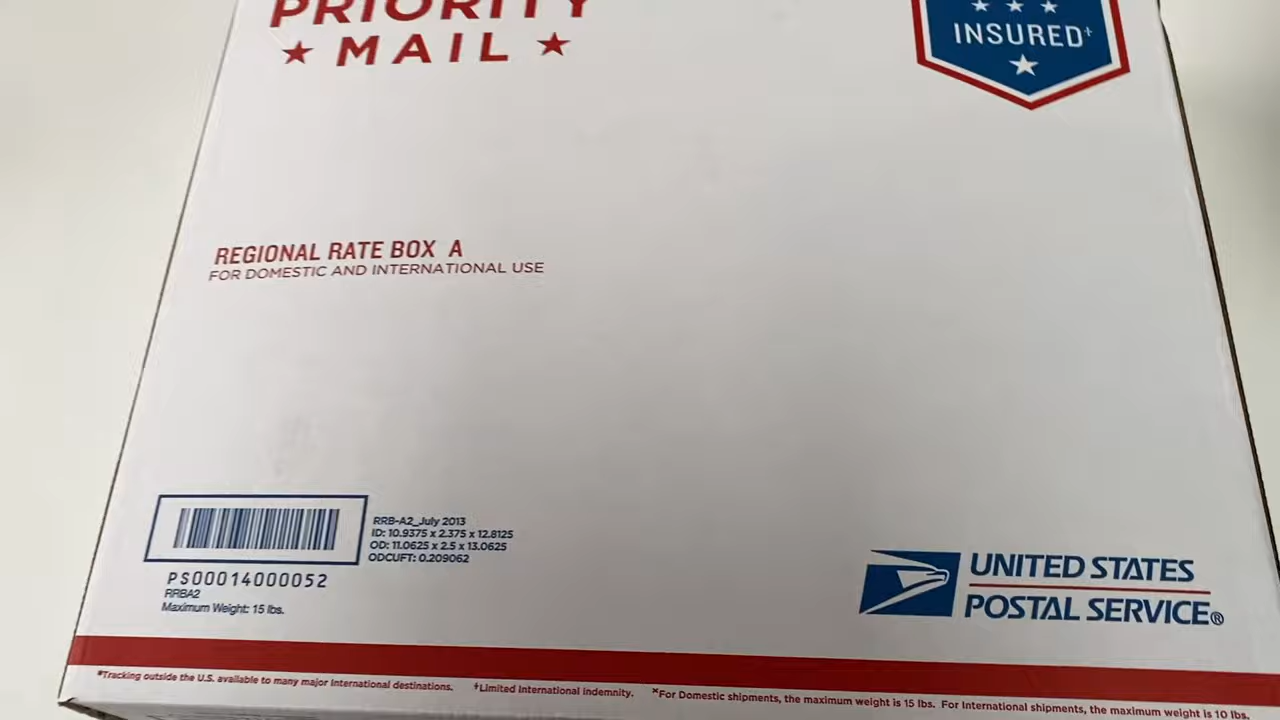 PRIORITY
★ MAIL ★
INSURED†
REGIONAL RATE BOX A
FOR DOMESTIC AND INTERNATIONAL USE
RRB-A2_July 2013
ID: 10.9375 x 2.375 x 12.8125
OD: 11.0625 x 2.5 x 13.0625
ODCUFT: 0.209062
PS00014000052
RRBA2
Maximum Weight: 15 lbs.
UNITED STATES
POSTAL SERVICE®
*Tracking outside the U.S. available to many major International destinations. †Limited International indemnity. *For Domestic shipments, the maximum weight is 15 lbs. For International shipments, the maximum weight is 10 lbs.